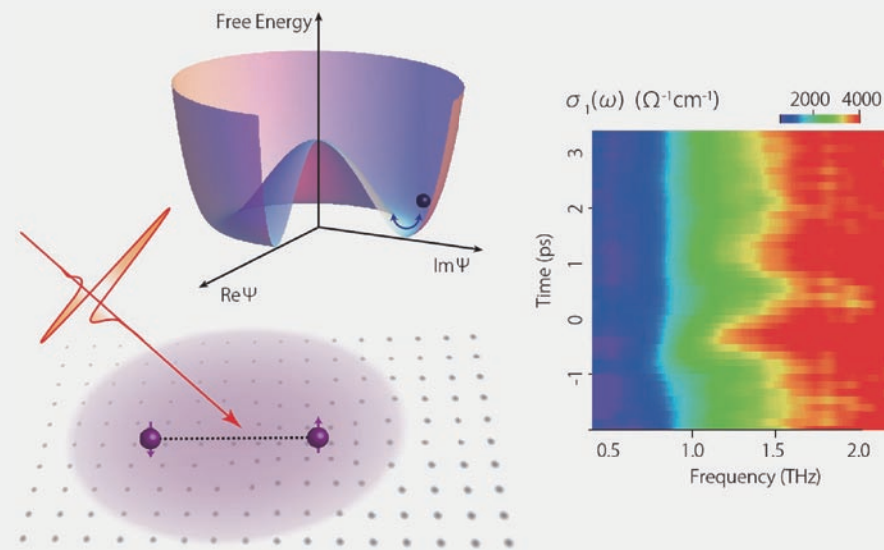 Free Energy
ImΨ
ReΨ
σ₁(ω) (Ω⁻¹cm⁻¹)
2000 4000
3
2
1
0
-1
Time (ps)
0.5 1.0 1.5 2.0
Frequency (THz)